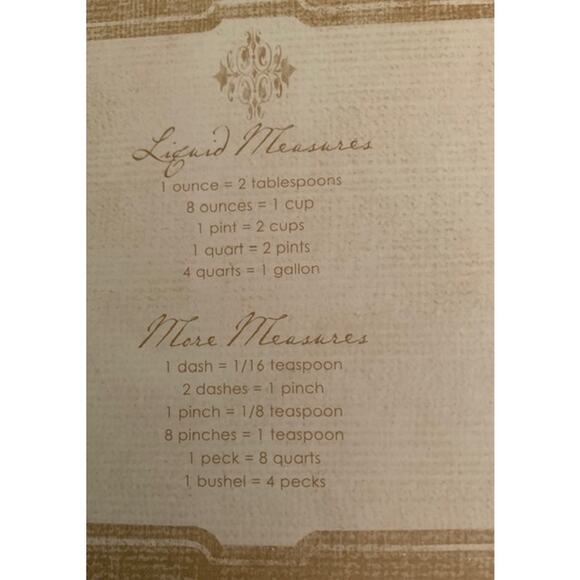 Liquid Measures
1 ounce = 2 tablespoons
8 ounces = 1 cup
1 pint = 2 cups
1 quart = 2 pints
4 quarts = 1 gallon
More Measures
1 dash = 1/16 teaspoon
2 dashes = 1 pinch
1 pinch = 1/8 teaspoon
8 pinches = 1 teaspoon
1 peck = 8 quarts
1 bushel = 4 pecks